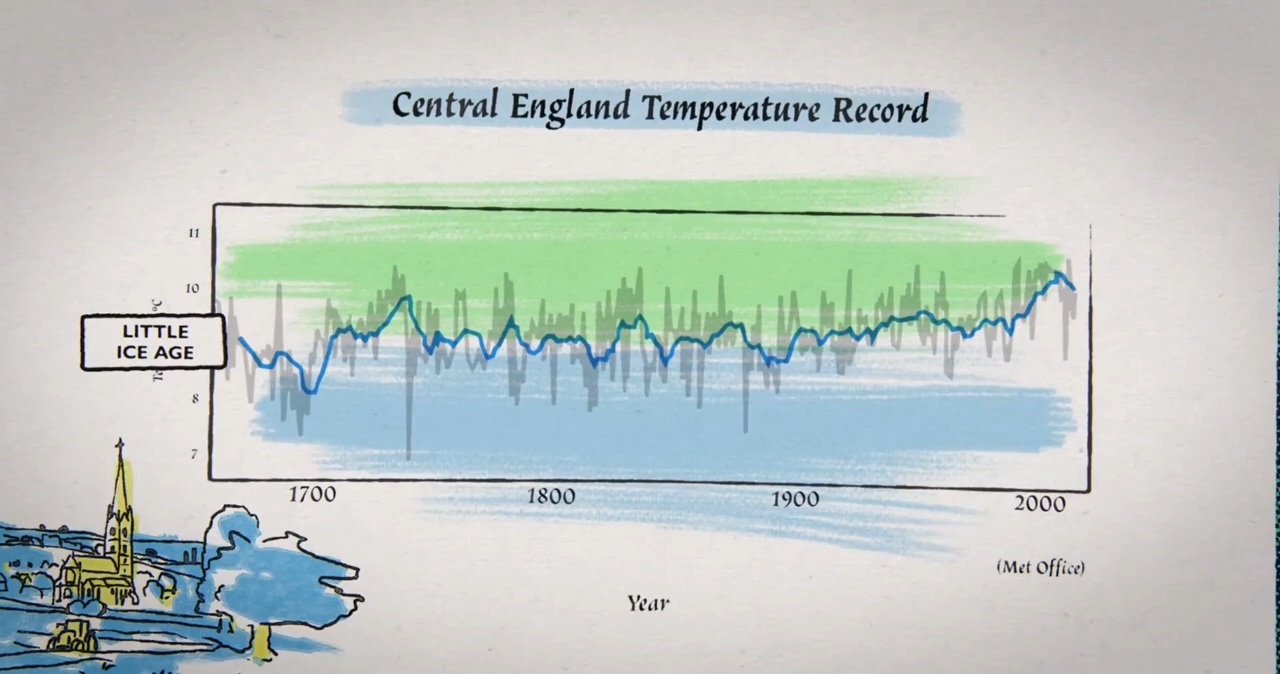 Central England Temperature Record
11
10
°C
LITTLE
ICE AGE
8
7
1700
1800
1900
2000
(Met Office)
Year